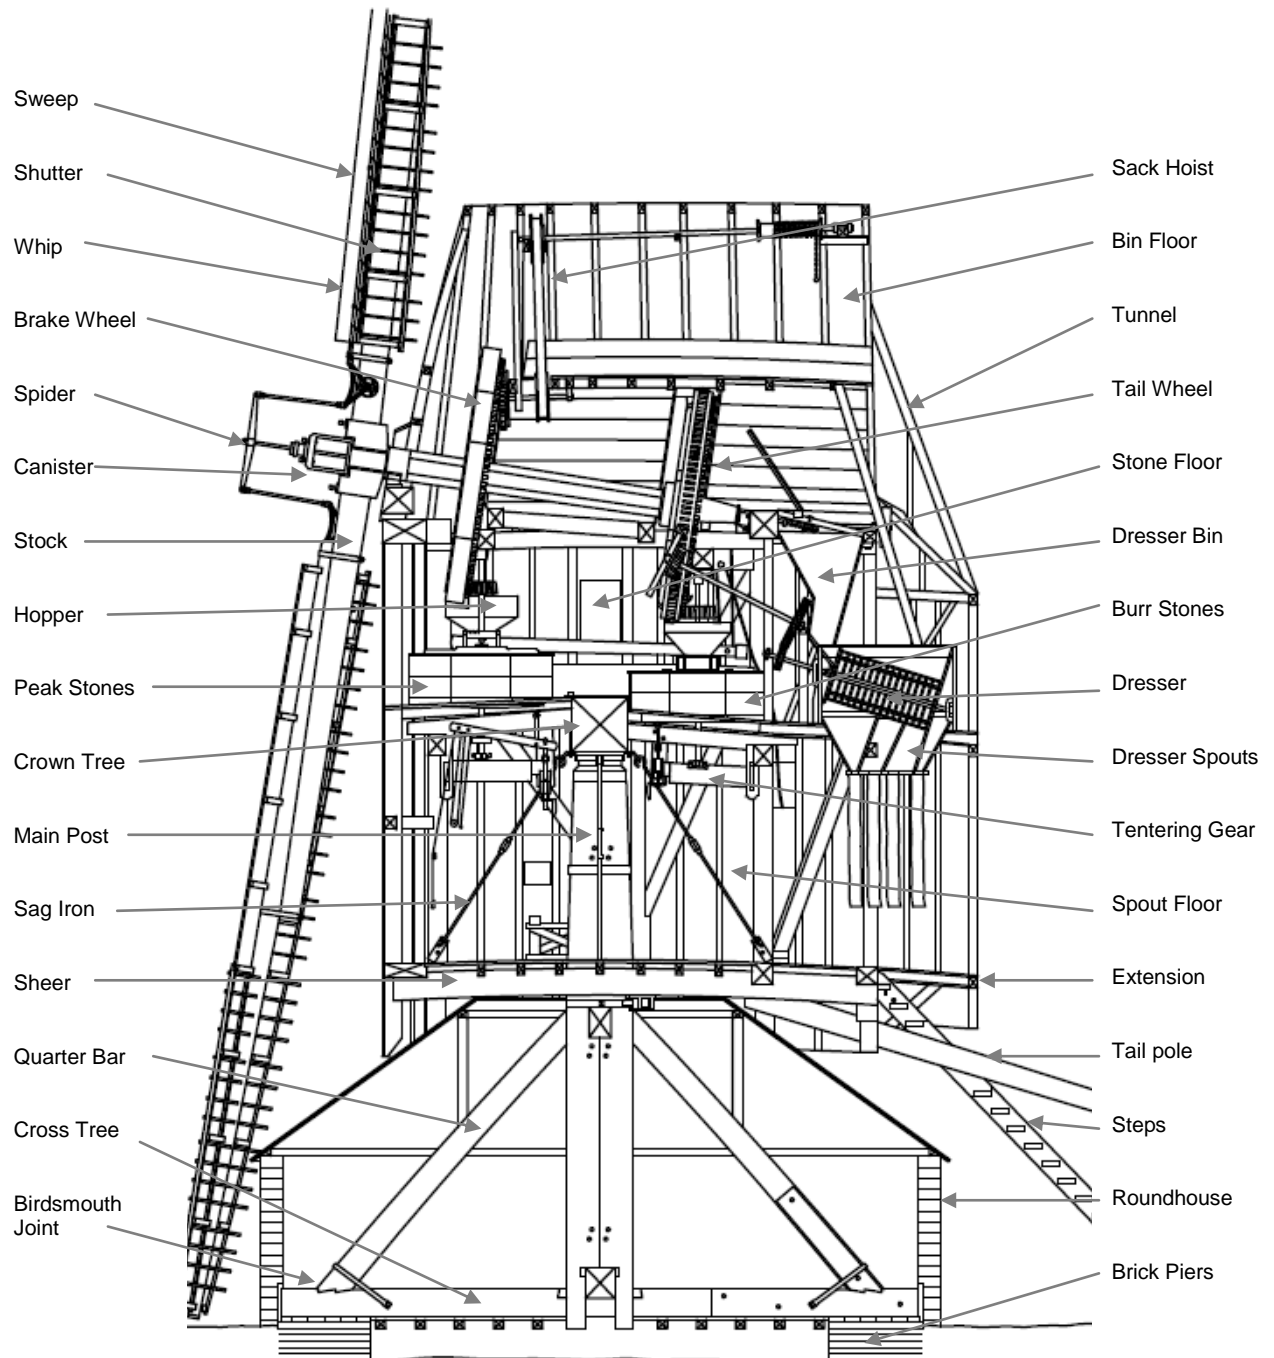 Sweep
Shutter
Whip
Brake Wheel
Spider
Canister
Stock
Hopper
Peak Stones
Crown Tree
Main Post
Sag Iron
Sheer
Quarter Bar
Cross Tree
Birdsmouth
Joint
Sack Hoist
Bin Floor
Tunnel
Tail Wheel
Stone Floor
Dresser Bin
Burr Stones
Dresser
Dresser Spouts
Tentering Gear
Spout Floor
Extension
Tail pole
Steps
Roundhouse
Brick Piers